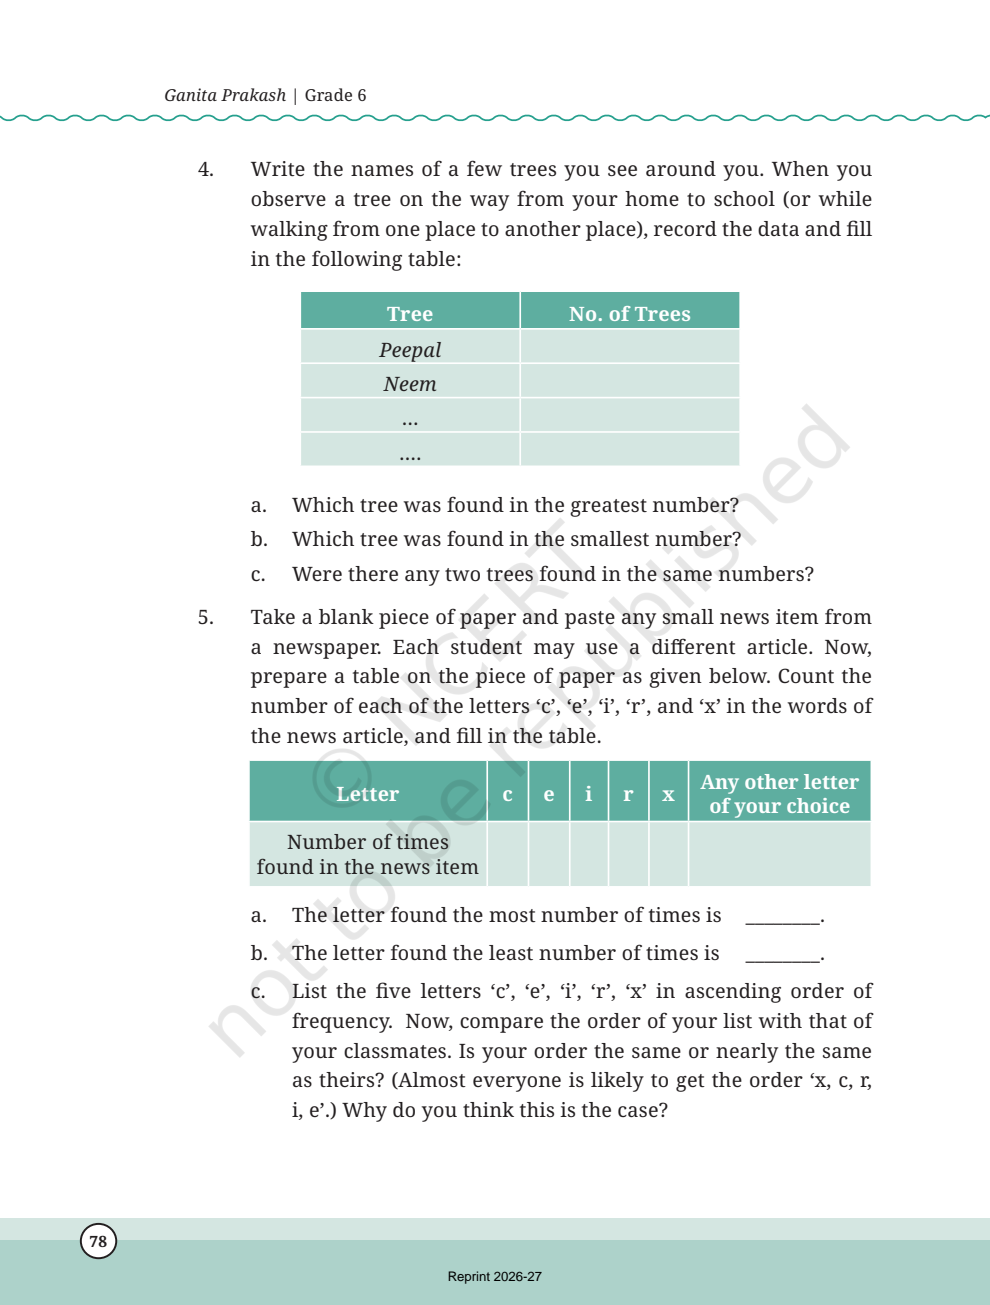 Ganita Prakash | Grade 6
4. Write the names of a few trees you see around you. When you
observe a tree on the way from your home to school (or while
walking from one place to another place), record the data and fill
in the following table:
Tree No. of Trees
Peepal
Neem
...
....
a. Which tree was found in the greatest number?
b. Which tree was found in the smallest number?
c. Were there any two trees found in the same numbers?
5. Take a blank piece of paper and paste any small news item from
a newspaper. Each student may use a different article. Now,
prepare a table on the piece of paper as given below. Count the
number of each of the letters ‘c’, ‘e’, ‘i’, ‘r’, and ‘x’ in the words of
the news article, and fill in the table.
Letter c e i r x Any other letter
of your choice
Number of times
found in the news item
a. The letter found the most number of times is ________.
b. The letter found the least number of times is ________.
c. List the five letters ‘c’, ‘e’, ‘i’, ‘r’, ‘x’ in ascending order of
frequency. Now, compare the order of your list with that of
your classmates. Is your order the same or nearly the same
as theirs? (Almost everyone is likely to get the order ‘x, c, r,
i, e’.) Why do you think this is the case?
© NCERT
not to be republished
78
Reprint 2026-27